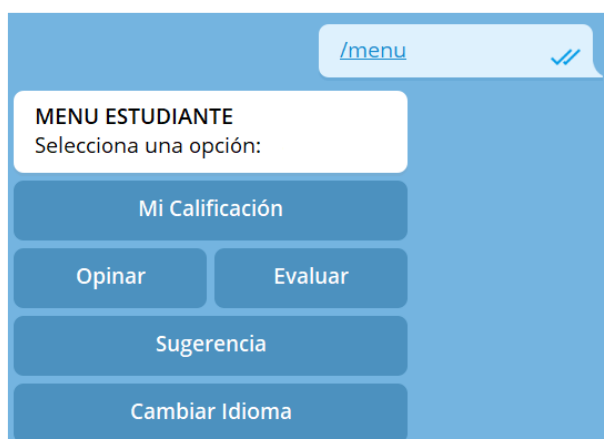 /menu
MENU ESTUDIANTE
Selecciona una opción:
Mi Calificación
Opinar Evaluar
Sugerencia
Cambiar Idioma